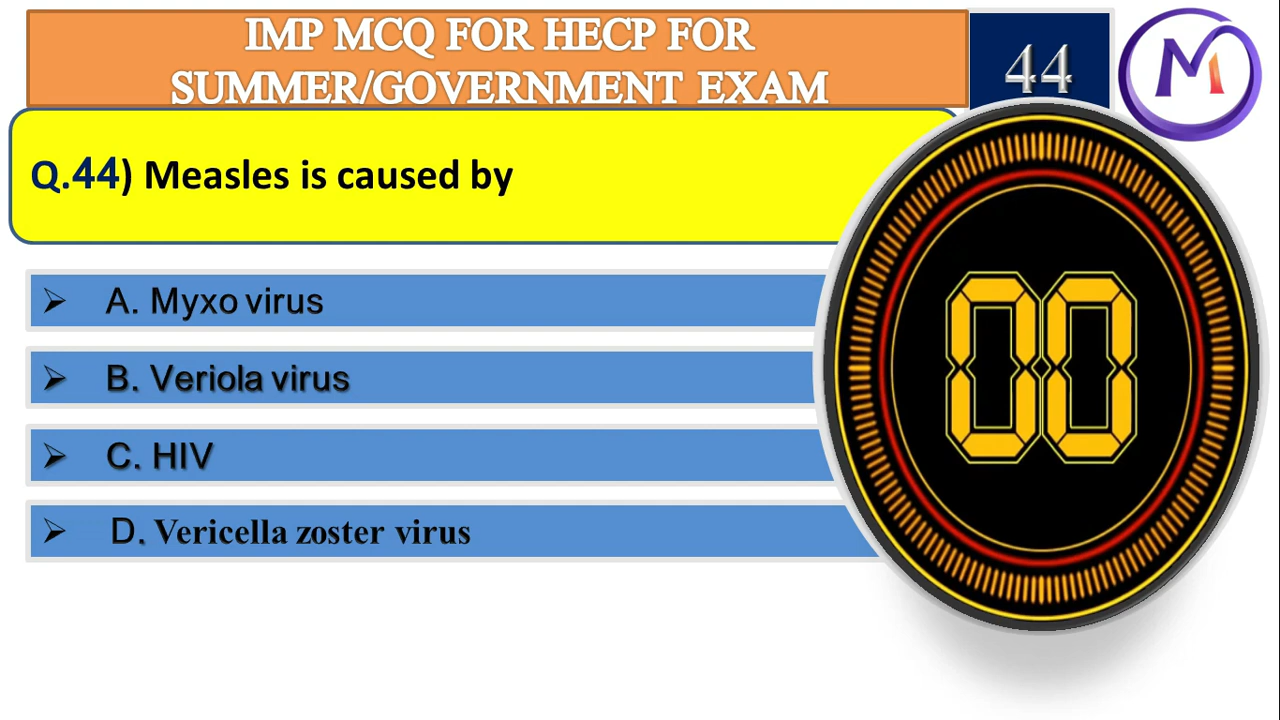 IMP MCQ FOR HECP FOR
SUMMER/GOVERNMENT EXAM
44
M
Q.44) Measles is caused by
A. Myxo virus
B. Veriola virus
C. HIV
D. Vericella zoster virus
00